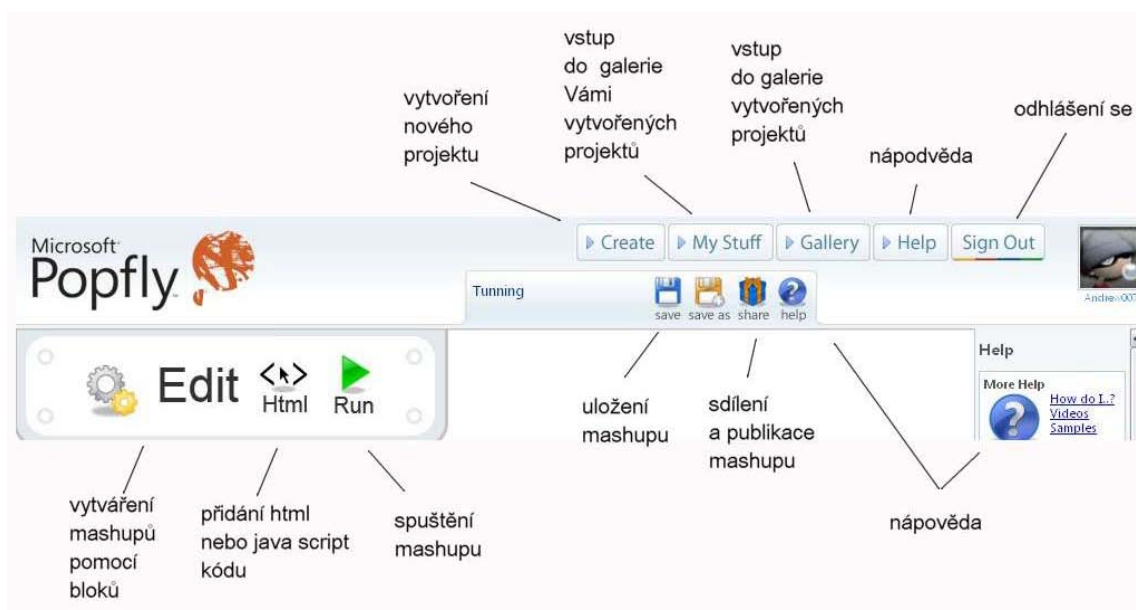 vytvoření
nového
projektu
vstup
do galerie
Vámi
vytvořených
projektů
vstup
do galerie
vytvořených
projektů
nápodvěda
odhlášení se
Microsoft
Popfly
Create
My Stuff
Gallery
Help
Sign Out
Tunning
save
save as
share
help
Andrew007
Edit
Html
Run
Help
More Help
How do I..?
Videos
Samples
uložení
mashupu
sdílení
a publikace
mashupu
nápověda
vytváření
mashupů
pomocí
bloků
přidání html
nebo java script
kódu
spuštění
mashupu